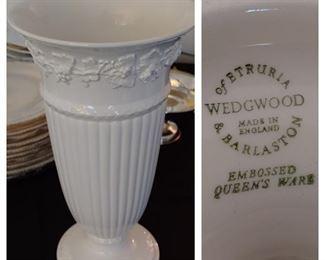 OF ETRURIA
WEDGWOOD
MADE IN
ENGLAND
& BARLASTON
EMBOSSED
QUEEN'S WARE